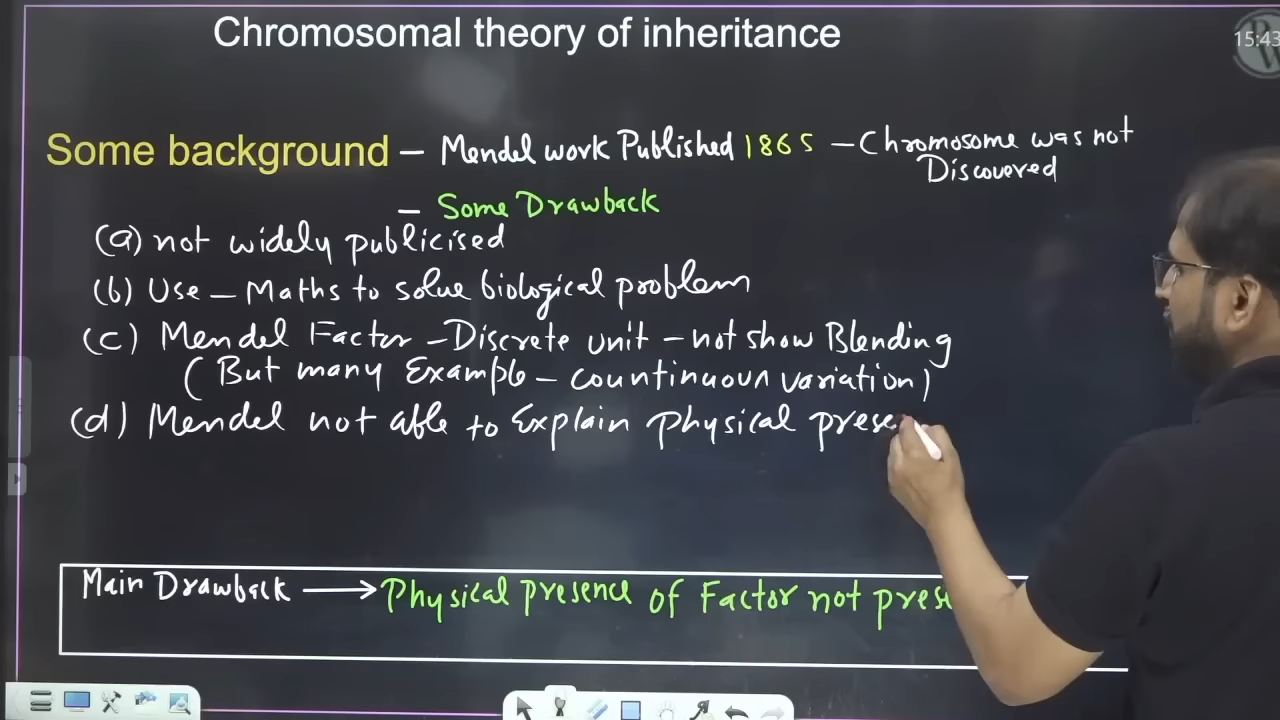 Chromosomal theory of inheritance
15:43
Some background – Mendel work Published 1865 – Chromosome was not
Discovered
– Some Drawback
(a) not widely publicised
(b) Use – Maths to solve biological problem
(c) Mendel Factor – Discrete unit – not show Blending
(But many Example – countinuous variation)
(d) Mendel not able to Explain physical prese
Main Drawback → Physical presence of Factor not prese